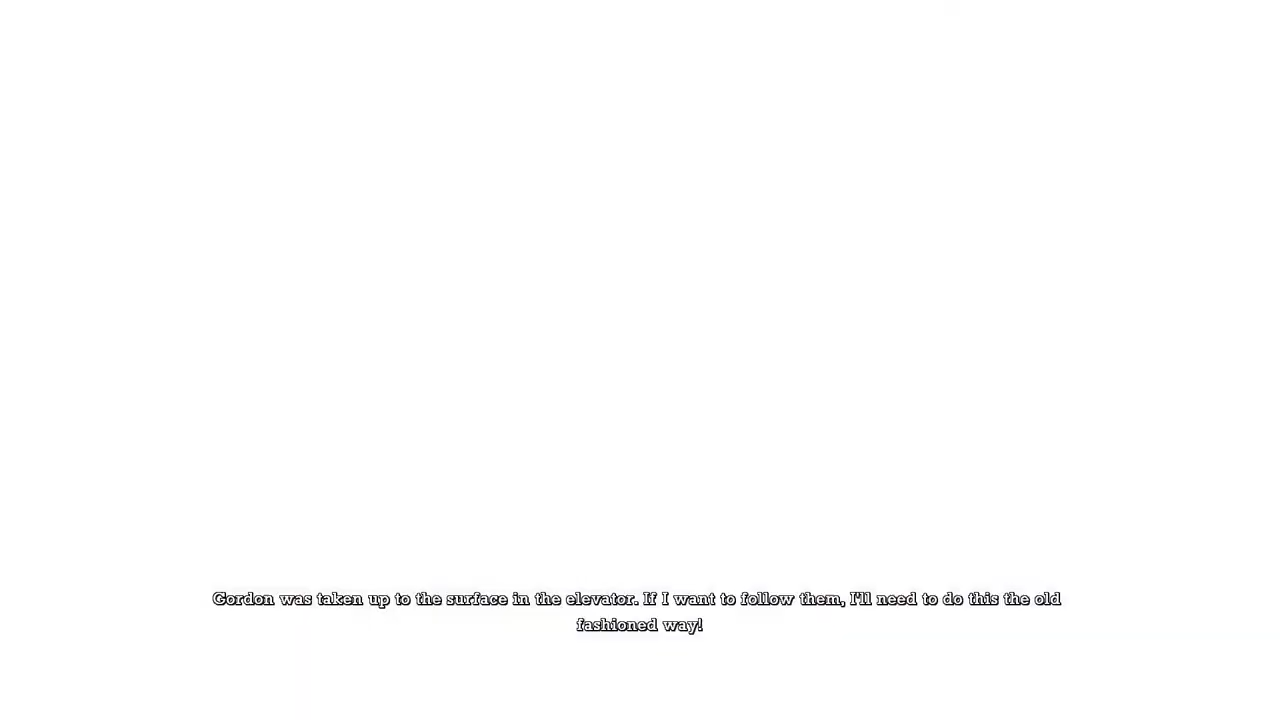 Gordon was taken up to the surface in the elevator. If I want to follow them, I'll need to do this the old
fashioned way!